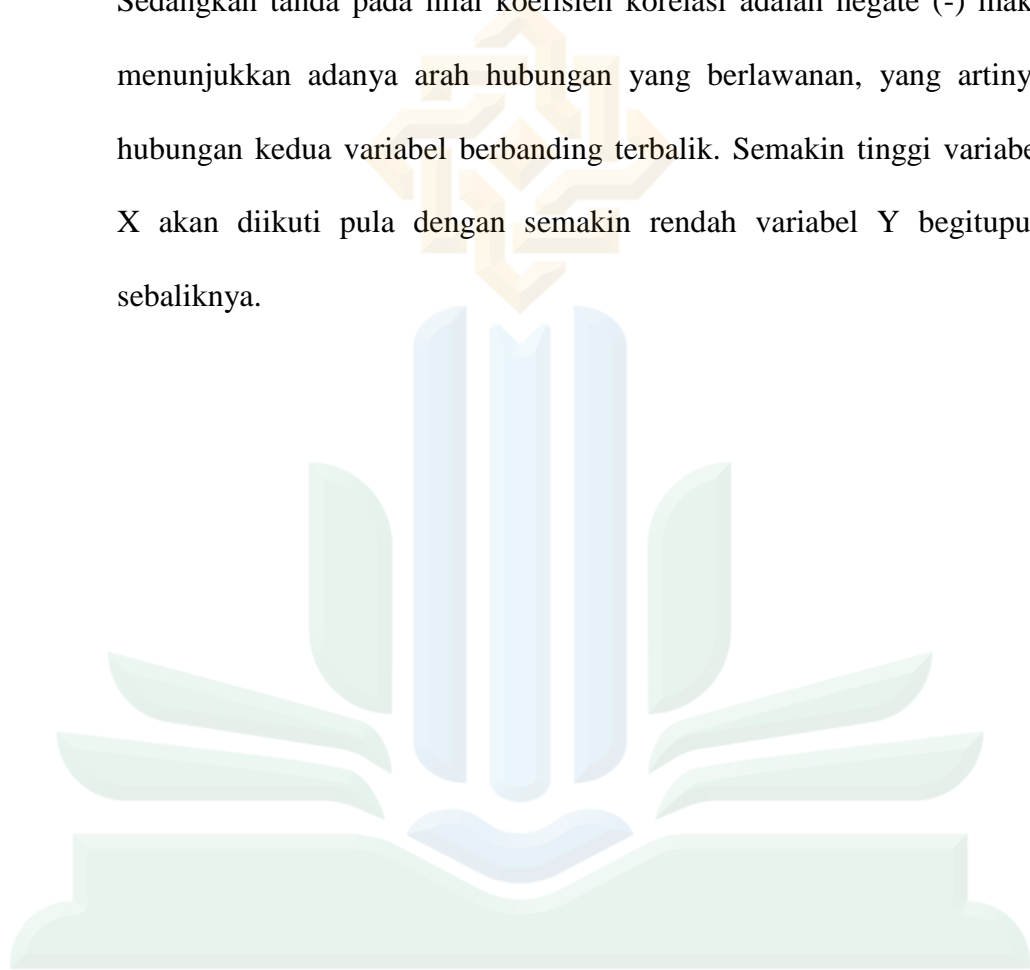 Sedangkan tanda pada nilai koefisien korelasi adalah negate (-) mak
menunjukkan adanya arah hubungan yang berlawanan, yang artiny
hubungan kedua variabel berbanding terbalik. Semakin tinggi variabe
X akan diikuti pula dengan semakin rendah variabel Y begitupu
sebaliknya.